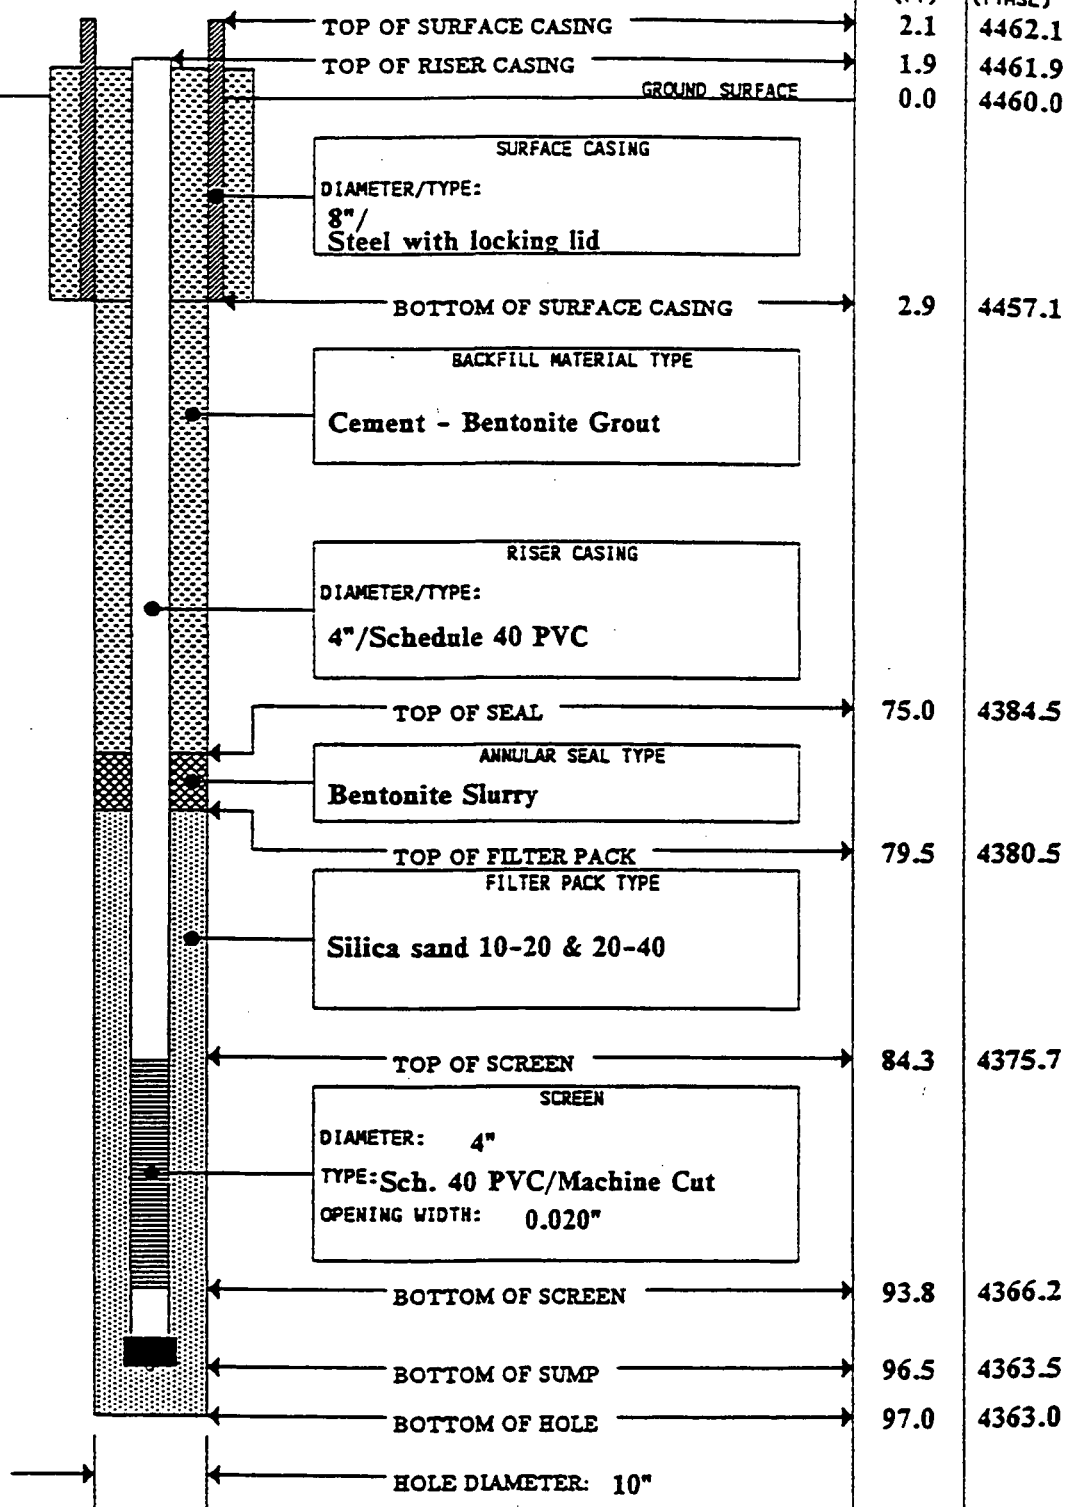 (FT) (FTMSL)
TOP OF SURFACE CASING 2.1 4462.1
TOP OF RISER CASING 1.9 4461.9
GROUND SURFACE 0.0 4460.0
SURFACE CASING
DIAMETER/TYPE:
8"/
Steel with locking lid
BOTTOM OF SURFACE CASING 2.9 4457.1
BACKFILL MATERIAL TYPE
Cement - Bentonite Grout
RISER CASING
DIAMETER/TYPE:
4"/Schedule 40 PVC
TOP OF SEAL 75.0 4384.5
ANNULAR SEAL TYPE
Bentonite Slurry
TOP OF FILTER PACK 79.5 4380.5
FILTER PACK TYPE
Silica sand 10-20 & 20-40
TOP OF SCREEN 84.3 4375.7
SCREEN
DIAMETER: 4"
TYPE: Sch. 40 PVC/Machine Cut
OPENING WIDTH: 0.020"
BOTTOM OF SCREEN 93.8 4366.2
BOTTOM OF SUMP 96.5 4363.5
BOTTOM OF HOLE 97.0 4363.0
HOLE DIAMETER: 10"